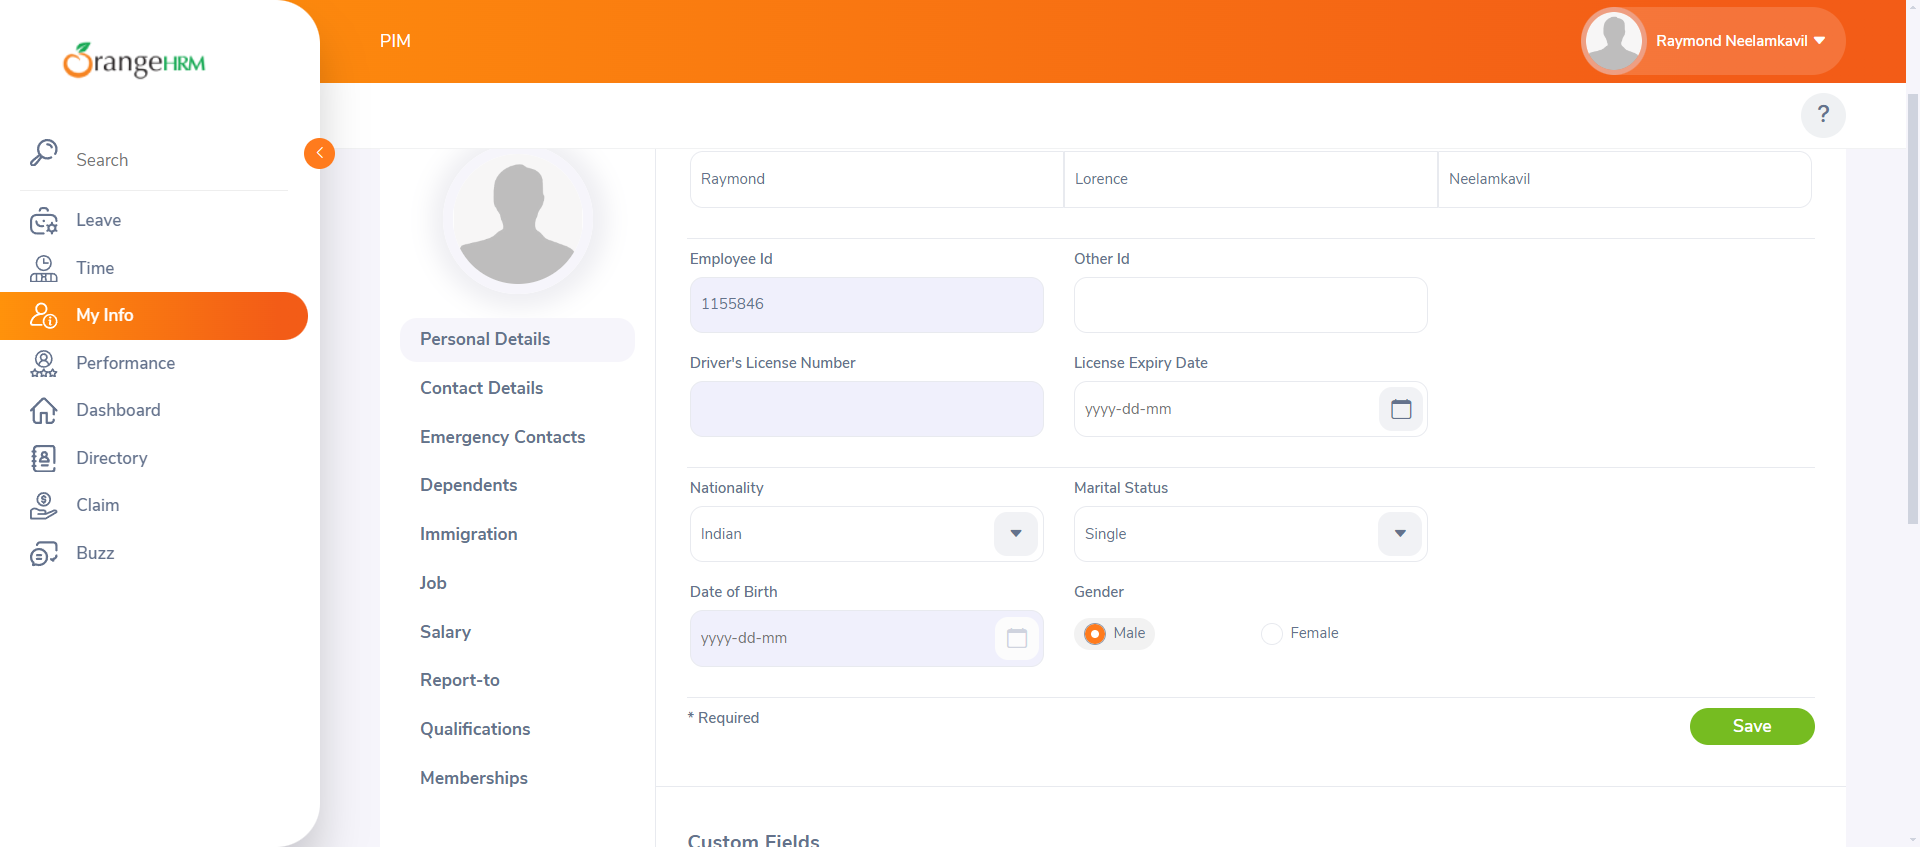 OrangeHRM
PIM
Raymond Neelamkavil
?
Search
Leave
Time
My Info
Performance
Dashboard
Directory
Claim
Buzz
Personal Details
Contact Details
Emergency Contacts
Dependents
Immigration
Job
Salary
Report-to
Qualifications
Memberships
Raymond Lorence Neelamkavil
Employee Id Other Id
1155846
Driver's License Number License Expiry Date
yyyy-dd-mm
Nationality Marital Status
Indian Single
Date of Birth Gender
yyyy-dd-mm Male Female
* Required
Save
Custom Fields